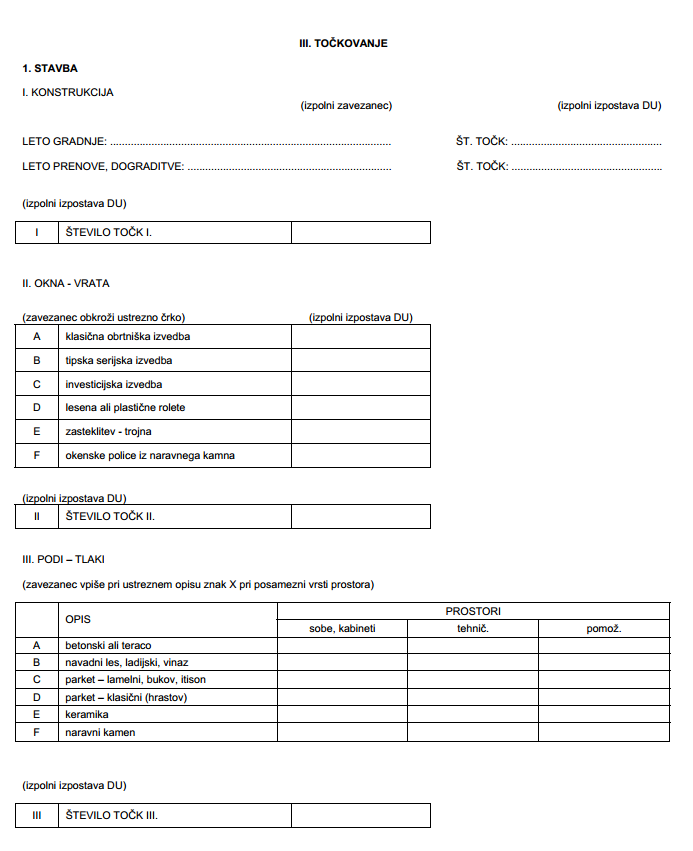 III. TOČKOVANJE
1. STAVBA
I. KONSTRUKCIJA
(izpolni zavezanec) (izpolni izpostava DU)
LETO GRADNJE: ................................................................................................ ŠT. TOČK: ....................................................
LETO PRENOVE, DOGRADITVE: ...................................................................... ŠT. TOČK: ....................................................
(izpolni izpostava DU)
I ŠTEVILO TOČK I.
II. OKNA - VRATA
(zavezanec obkroži ustrezno črko) (izpolni izpostava DU)
A klasična obrtniška izvedba
B tipska serijska izvedba
C investicijska izvedba
D lesena ali plastične rolete
E zasteklitev - trojna
F okenske police iz naravnega kamna
(izpolni izpostava DU)
II ŠTEVILO TOČK II.
III. PODI – TLAKI
(zavezanec vpiše pri ustreznem opisu znak X pri posamezni vrsti prostora)
OPIS PROSTORI
sobe, kabineti tehnič. pomož.
A betonski ali teraco
B navadni les, ladijski, vinaz
C parket – lamelni, bukov, itison
D parket – klasični (hrastov)
E keramika
F naravni kamen
(izpolni izpostava DU)
III ŠTEVILO TOČK III.